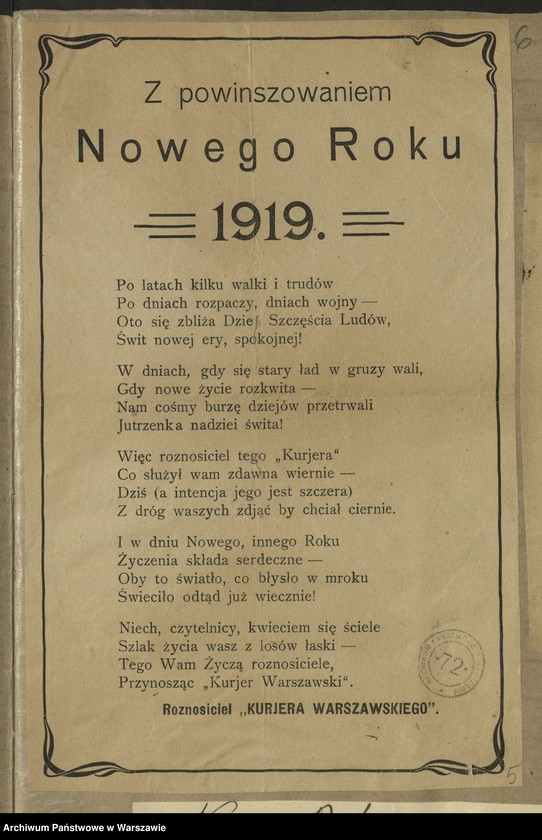 6
Z powinszowaniem
Nowego Roku
1919.
Po latach kilku walki i trudów
Po dniach rozpaczy, dniach wojny —
Oto się zbliża Dzień Szczęścia Ludów,
Świt nowej ery, spokojnej!
W dniach, gdy się stary ład w gruzy wali,
Gdy nowe życie rozkwita —
Nam cośmy burzę dziejów przetrwali
Jutrzenka nadziei świta!
Więc roznosiciel tego „Kurjera“
Co służył wam zdawna wiernie —
Dziś (a intencja jego jest szczera)
Z dróg waszych zdjąć by chciał ciernie.
I w dniu Nowego, innego Roku
Życzenia składa serdeczne —
Oby to światło, co błysło w mroku
Świeciło odtąd już wiecznie!
Niech, czytelnicy, kwieciem się ściele
Szlak życia wasz z losów łaski —
Tego Wam Życzą roznosiciele,
Przynosząc „Kurjer Warszawski“.
72
Roznosiciel „KURJERA WARSZAWSKIEGO”.
5
Archiwum Państwowe w Warszawie